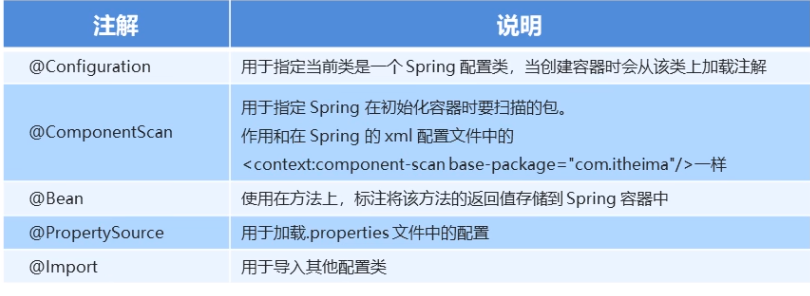 注解 说明
@Configuration 用于指定当前类是一个 Spring 配置类，当创建容器时会从该类上加载注解
用于指定 Spring 在初始化容器时要扫描的包。
@ComponentScan 作用和在 Spring 的 xml 配置文件中的
<context:component-scan base-package="com.itheima"/>一样
@Bean 使用在方法上，标注将该方法的返回值存储到 Spring 容器中
@PropertySource 用于加载.properties 文件中的配置
@Import 用于导入其他配置类